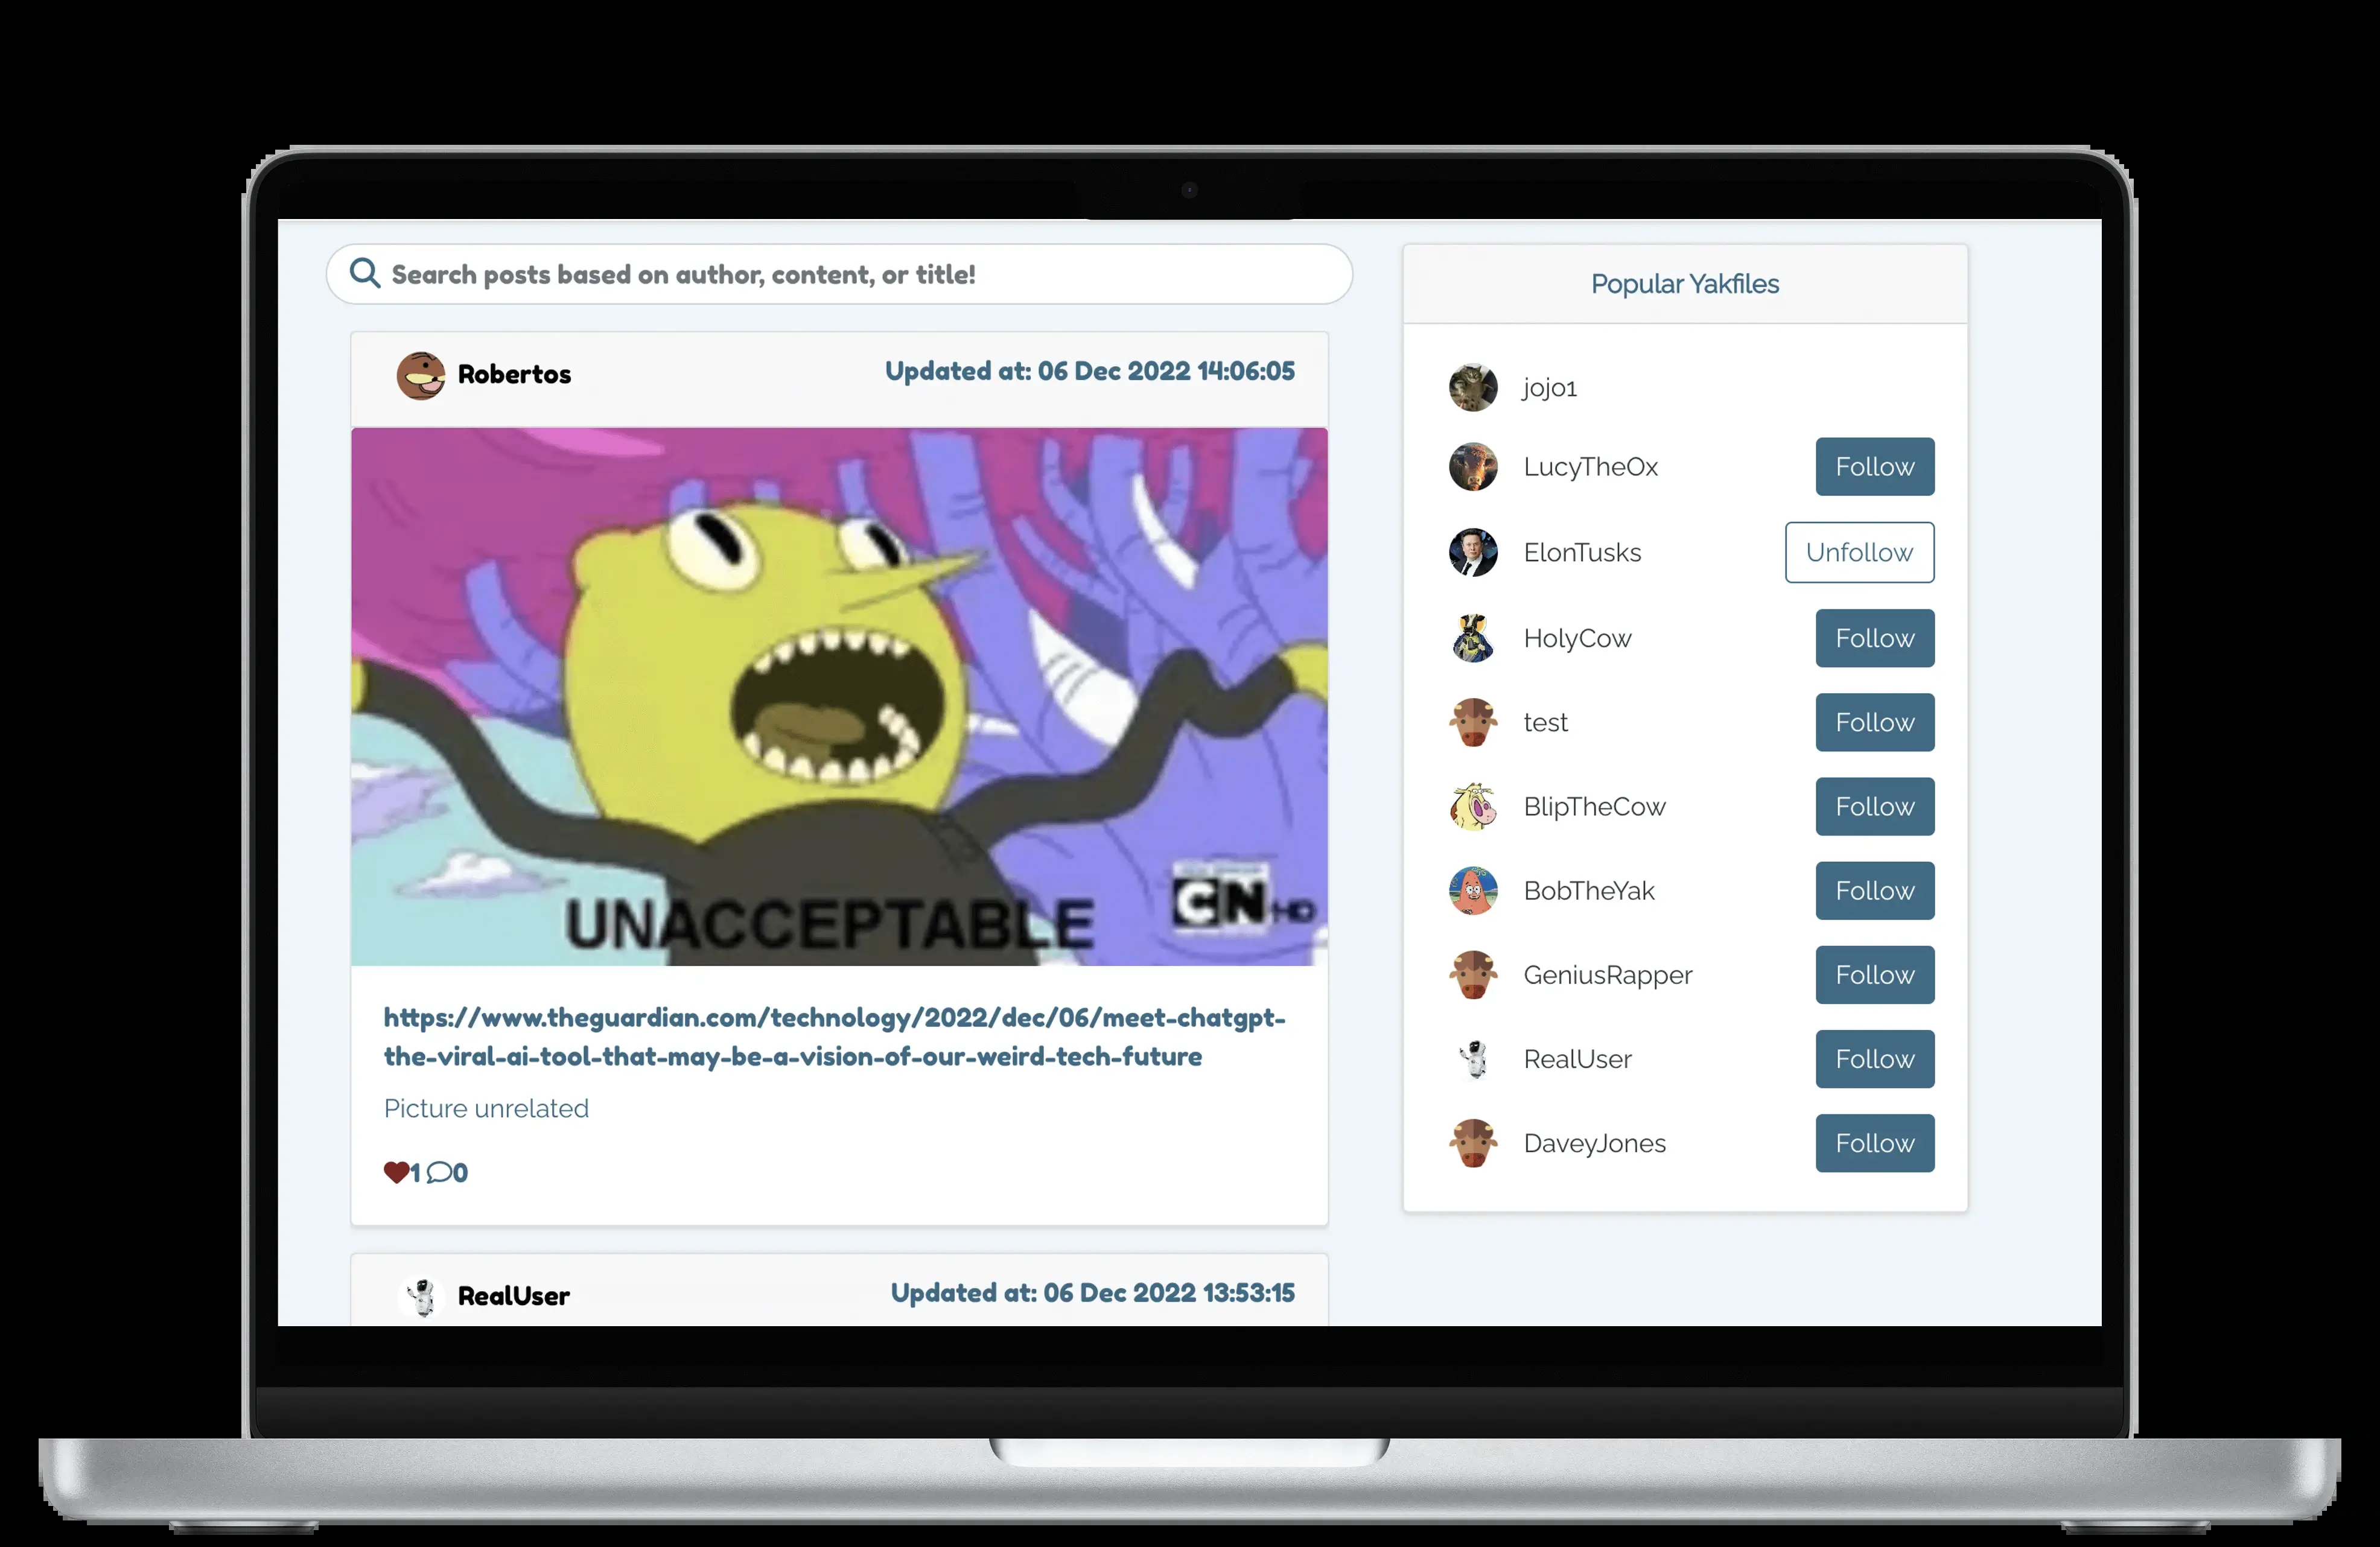 Search posts based on author, content, or title!
Robertos
Updated at: 06 Dec 2022 14:06:05
UNACCEPTABLE
CN HD
https://www.theguardian.com/technology/2022/dec/06/meet-chatgpt-
the-viral-ai-tool-that-may-be-a-vision-of-our-weird-tech-future
Picture unrelated
1 0
RealUser
Updated at: 06 Dec 2022 13:53:15
Popular Yakfiles
jojo1
LucyTheOx Follow
ElonTusks Unfollow
HolyCow Follow
test Follow
BlipTheCow Follow
BobTheYak Follow
GeniusRapper Follow
RealUser Follow
DaveyJones Follow